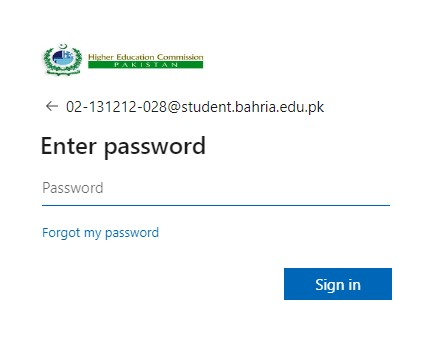 Higher Education Commission
PAKISTAN
02-131212-028@student.bahria.edu.pk
Enter password
Password
Forgot my password
Sign in